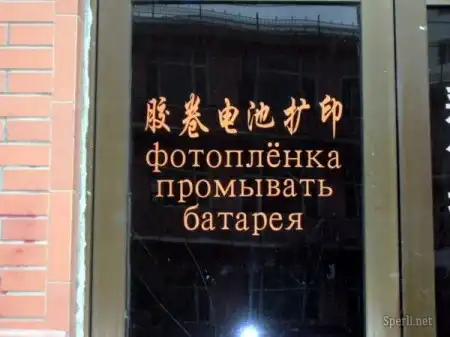 胶卷电池扩印
фотоплёнка
промывать
батарея
Sperli.net